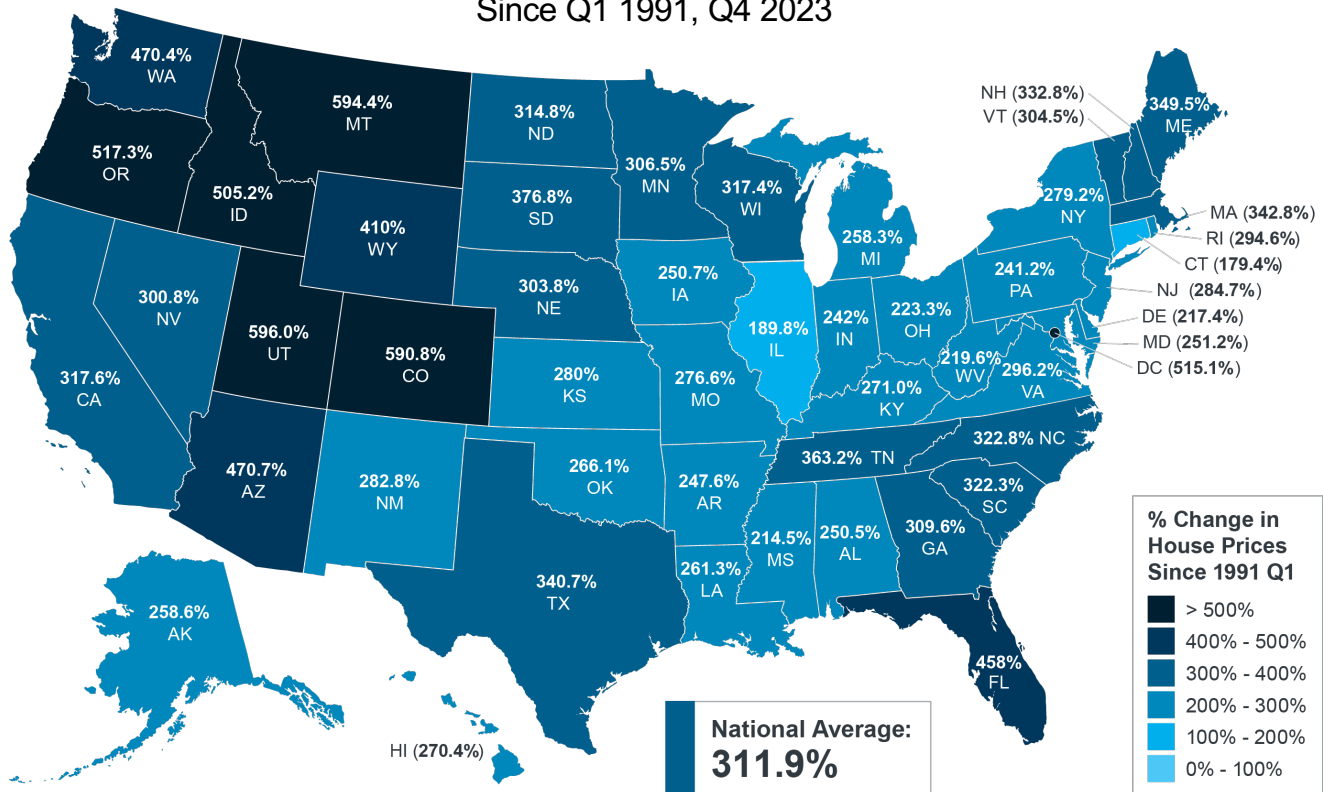 Since Q1 1991, Q4 2023
470.4%
WA
594.4%
MT
314.8%
ND
306.5%
MN
317.4%
WI
NH (332.8%)
VT (304.5%)
349.5%
ME
517.3%
OR
505.2%
ID
410%
WY
376.8%
SD
258.3%
MI
279.2%
NY
MA (342.8%)
RI (294.6%)
CT (179.4%)
NJ (284.7%)
DE (217.4%)
MD (251.2%)
DC (515.1%)
300.8%
NV
596.0%
UT
590.8%
CO
303.8%
NE
250.7%
IA
189.8%
IL
242%
IN
223.3%
OH
241.2%
PA
317.6%
CA
280%
KS
276.6%
MO
271.0%
KY
219.6%
WV
296.2%
VA
470.7%
AZ
282.8%
NM
266.1%
OK
247.6%
AR
363.2% TN
322.8% NC
322.3%
SC
340.7%
TX
261.3%
LA
214.5%
MS
250.5%
AL
309.6%
GA
458%
FL
258.6%
AK
HI (270.4%)
National Average:
311.9%
% Change in
House Prices
Since 1991 Q1
> 500%
400% - 500%
300% - 400%
200% - 300%
100% - 200%
0% - 100%